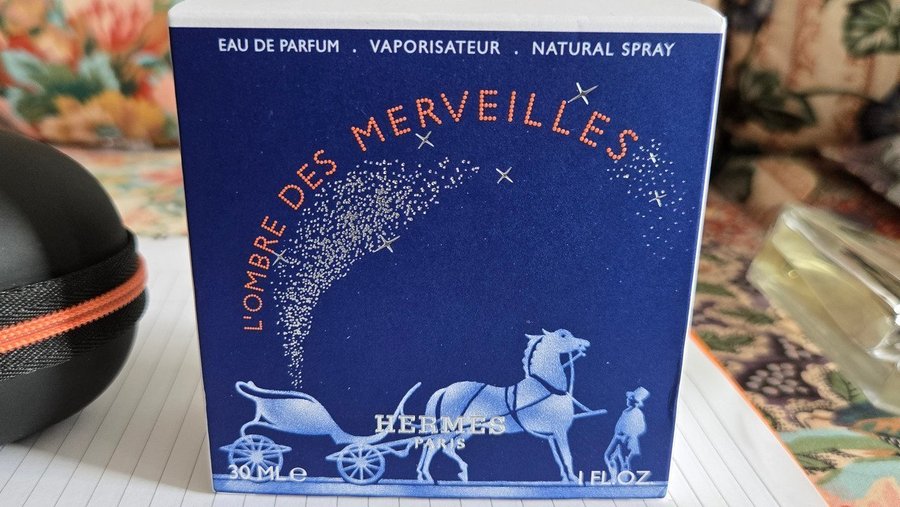 EAU DE PARFUM . VAPORISATEUR . NATURAL SPRAY
L'OMBRE DES MERVEILLES
HERMÈS
PARIS
30 ML e 1 FL.OZ